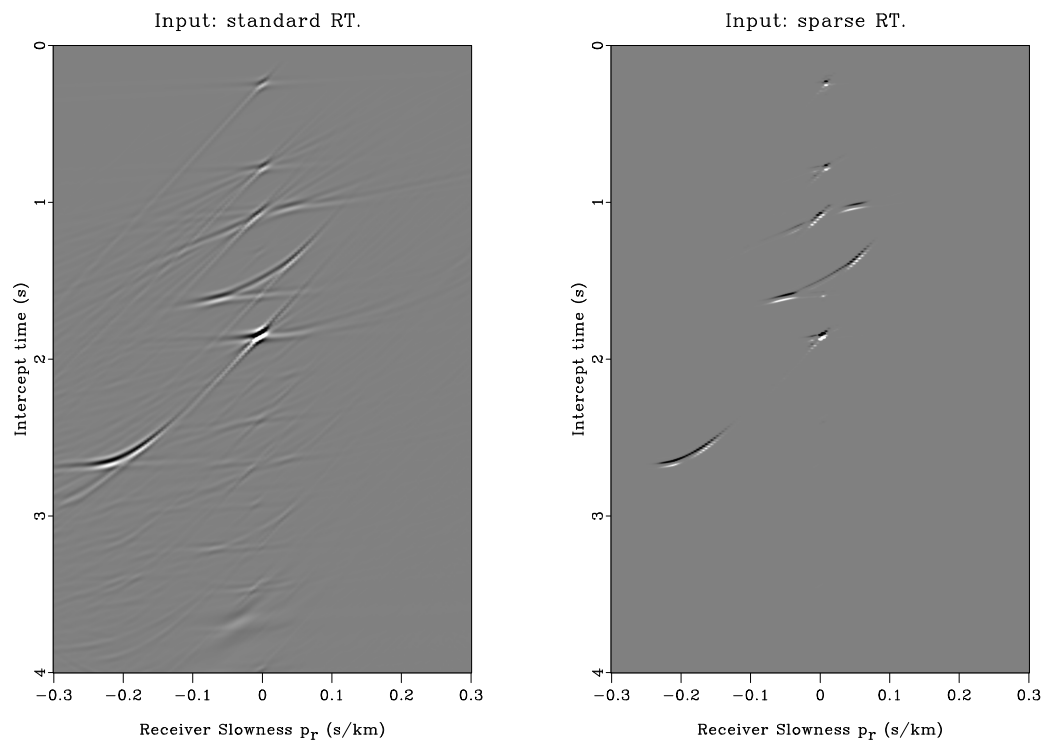 Input: standard RT.
Input: sparse RT.
0
1
2
3
4
Intercept time (s)
−0.3 −0.2 −0.1 0 0.1 0.2 0.3
Receiver Slowness pr (s/km)
0
1
2
3
4
Intercept time (s)
−0.3 −0.2 −0.1 0 0.1 0.2 0.3
Receiver Slowness pr (s/km)